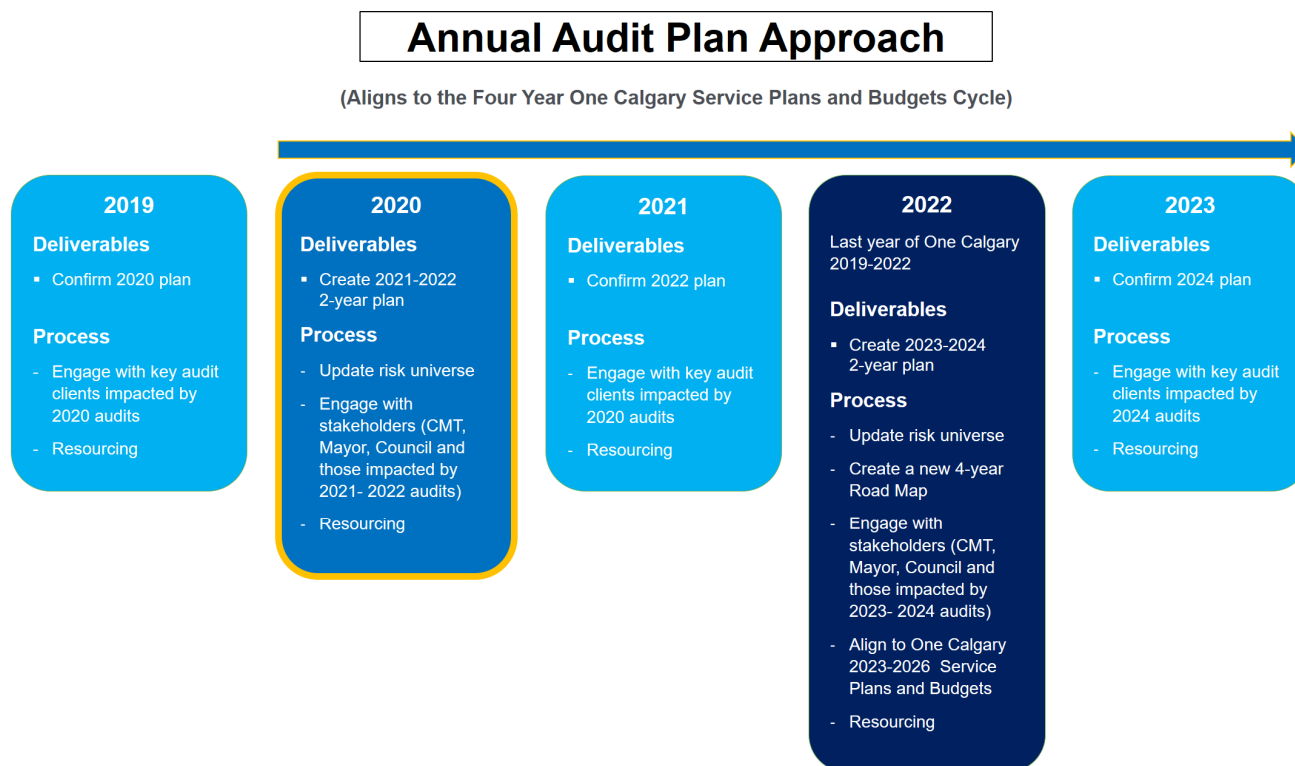 Annual Audit Plan Approach
(Aligns to the Four Year One Calgary Service Plans and Budgets Cycle)
2019
Deliverables
▪ Confirm 2020 plan
Process
- Engage with key audit
clients impacted by
2020 audits
- Resourcing
2020
Deliverables
▪ Create 2021-2022
2-year plan
Process
- Update risk universe
- Engage with
stakeholders (CMT,
Mayor, Council and
those impacted by
2021- 2022 audits)
- Resourcing
2021
Deliverables
▪ Confirm 2022 plan
Process
- Engage with key audit
clients impacted by
2020 audits
- Resourcing
2022
Last year of One Calgary
2019-2022
Deliverables
▪ Create 2023-2024
2-year plan
Process
- Update risk universe
- Create a new 4-year
Road Map
- Engage with
stakeholders (CMT,
Mayor, Council and
those impacted by
2023- 2024 audits)
- Align to One Calgary
2023-2026 Service
Plans and Budgets
- Resourcing
2023
Deliverables
▪ Confirm 2024 plan
Process
- Engage with key audit
clients impacted by
2024 audits
- Resourcing